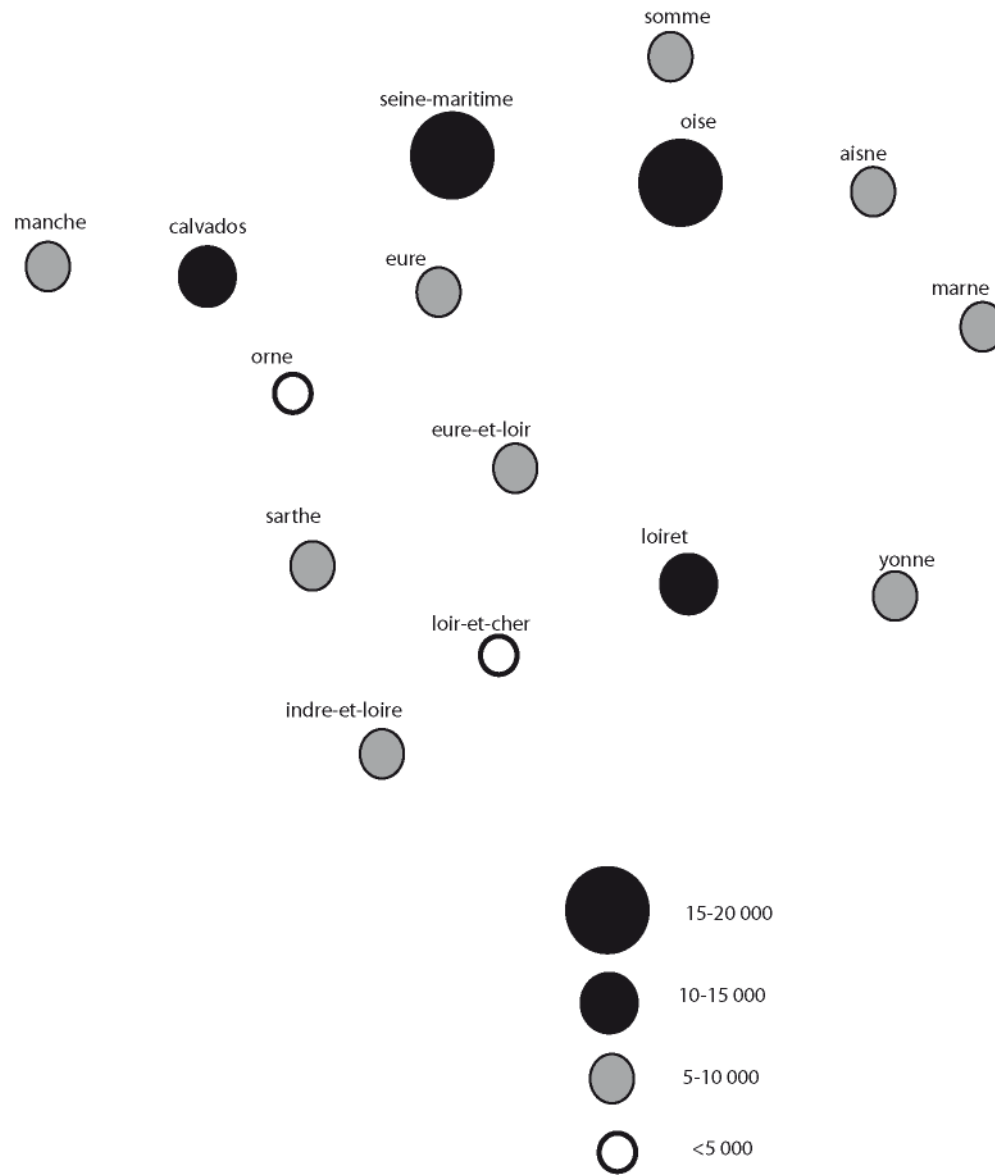 somme
seine-maritime
oise
aisne
manche
calvados
eure
marne
orne
eure-et-loir
sarthe
loiret
yonne
loir-et-cher
indre-et-loire
15-20 000
10-15 000
5-10 000
<5 000